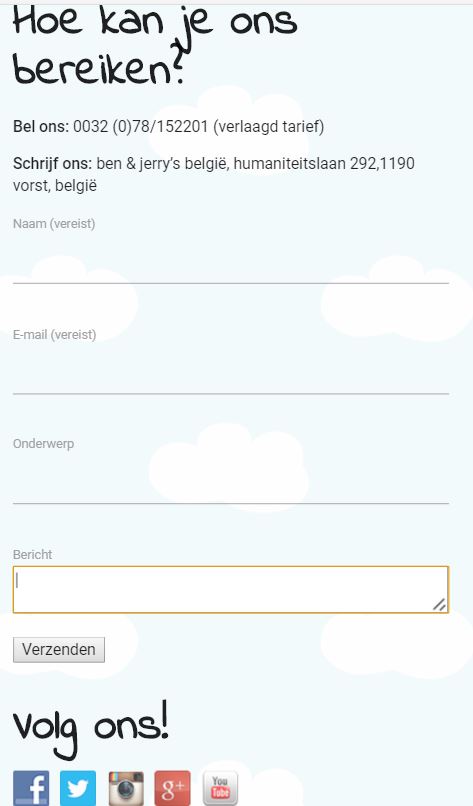 Hoe kan je ons
bereiken?
Bel ons: 0032 (0)78/152201 (verlaagd tarief)
Schrijf ons: ben & jerry's belgië, humaniteitslaan 292,1190
vorst, belgië
Naam (vereist)
E-mail (vereist)
Onderwerp
Bericht
Verzenden
Volg ons!
f
g+
You
Tube